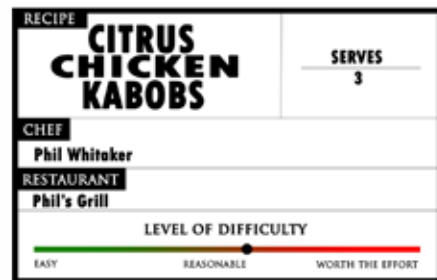 RECIPE
CITRUS
CHICKEN
KABOBS
SERVES
3
CHEF
Phil Whitaker
RESTAURANT
Phil's Grill
LEVEL OF DIFFICULTY
EASY REASONABLE WORTH THE EFFORT